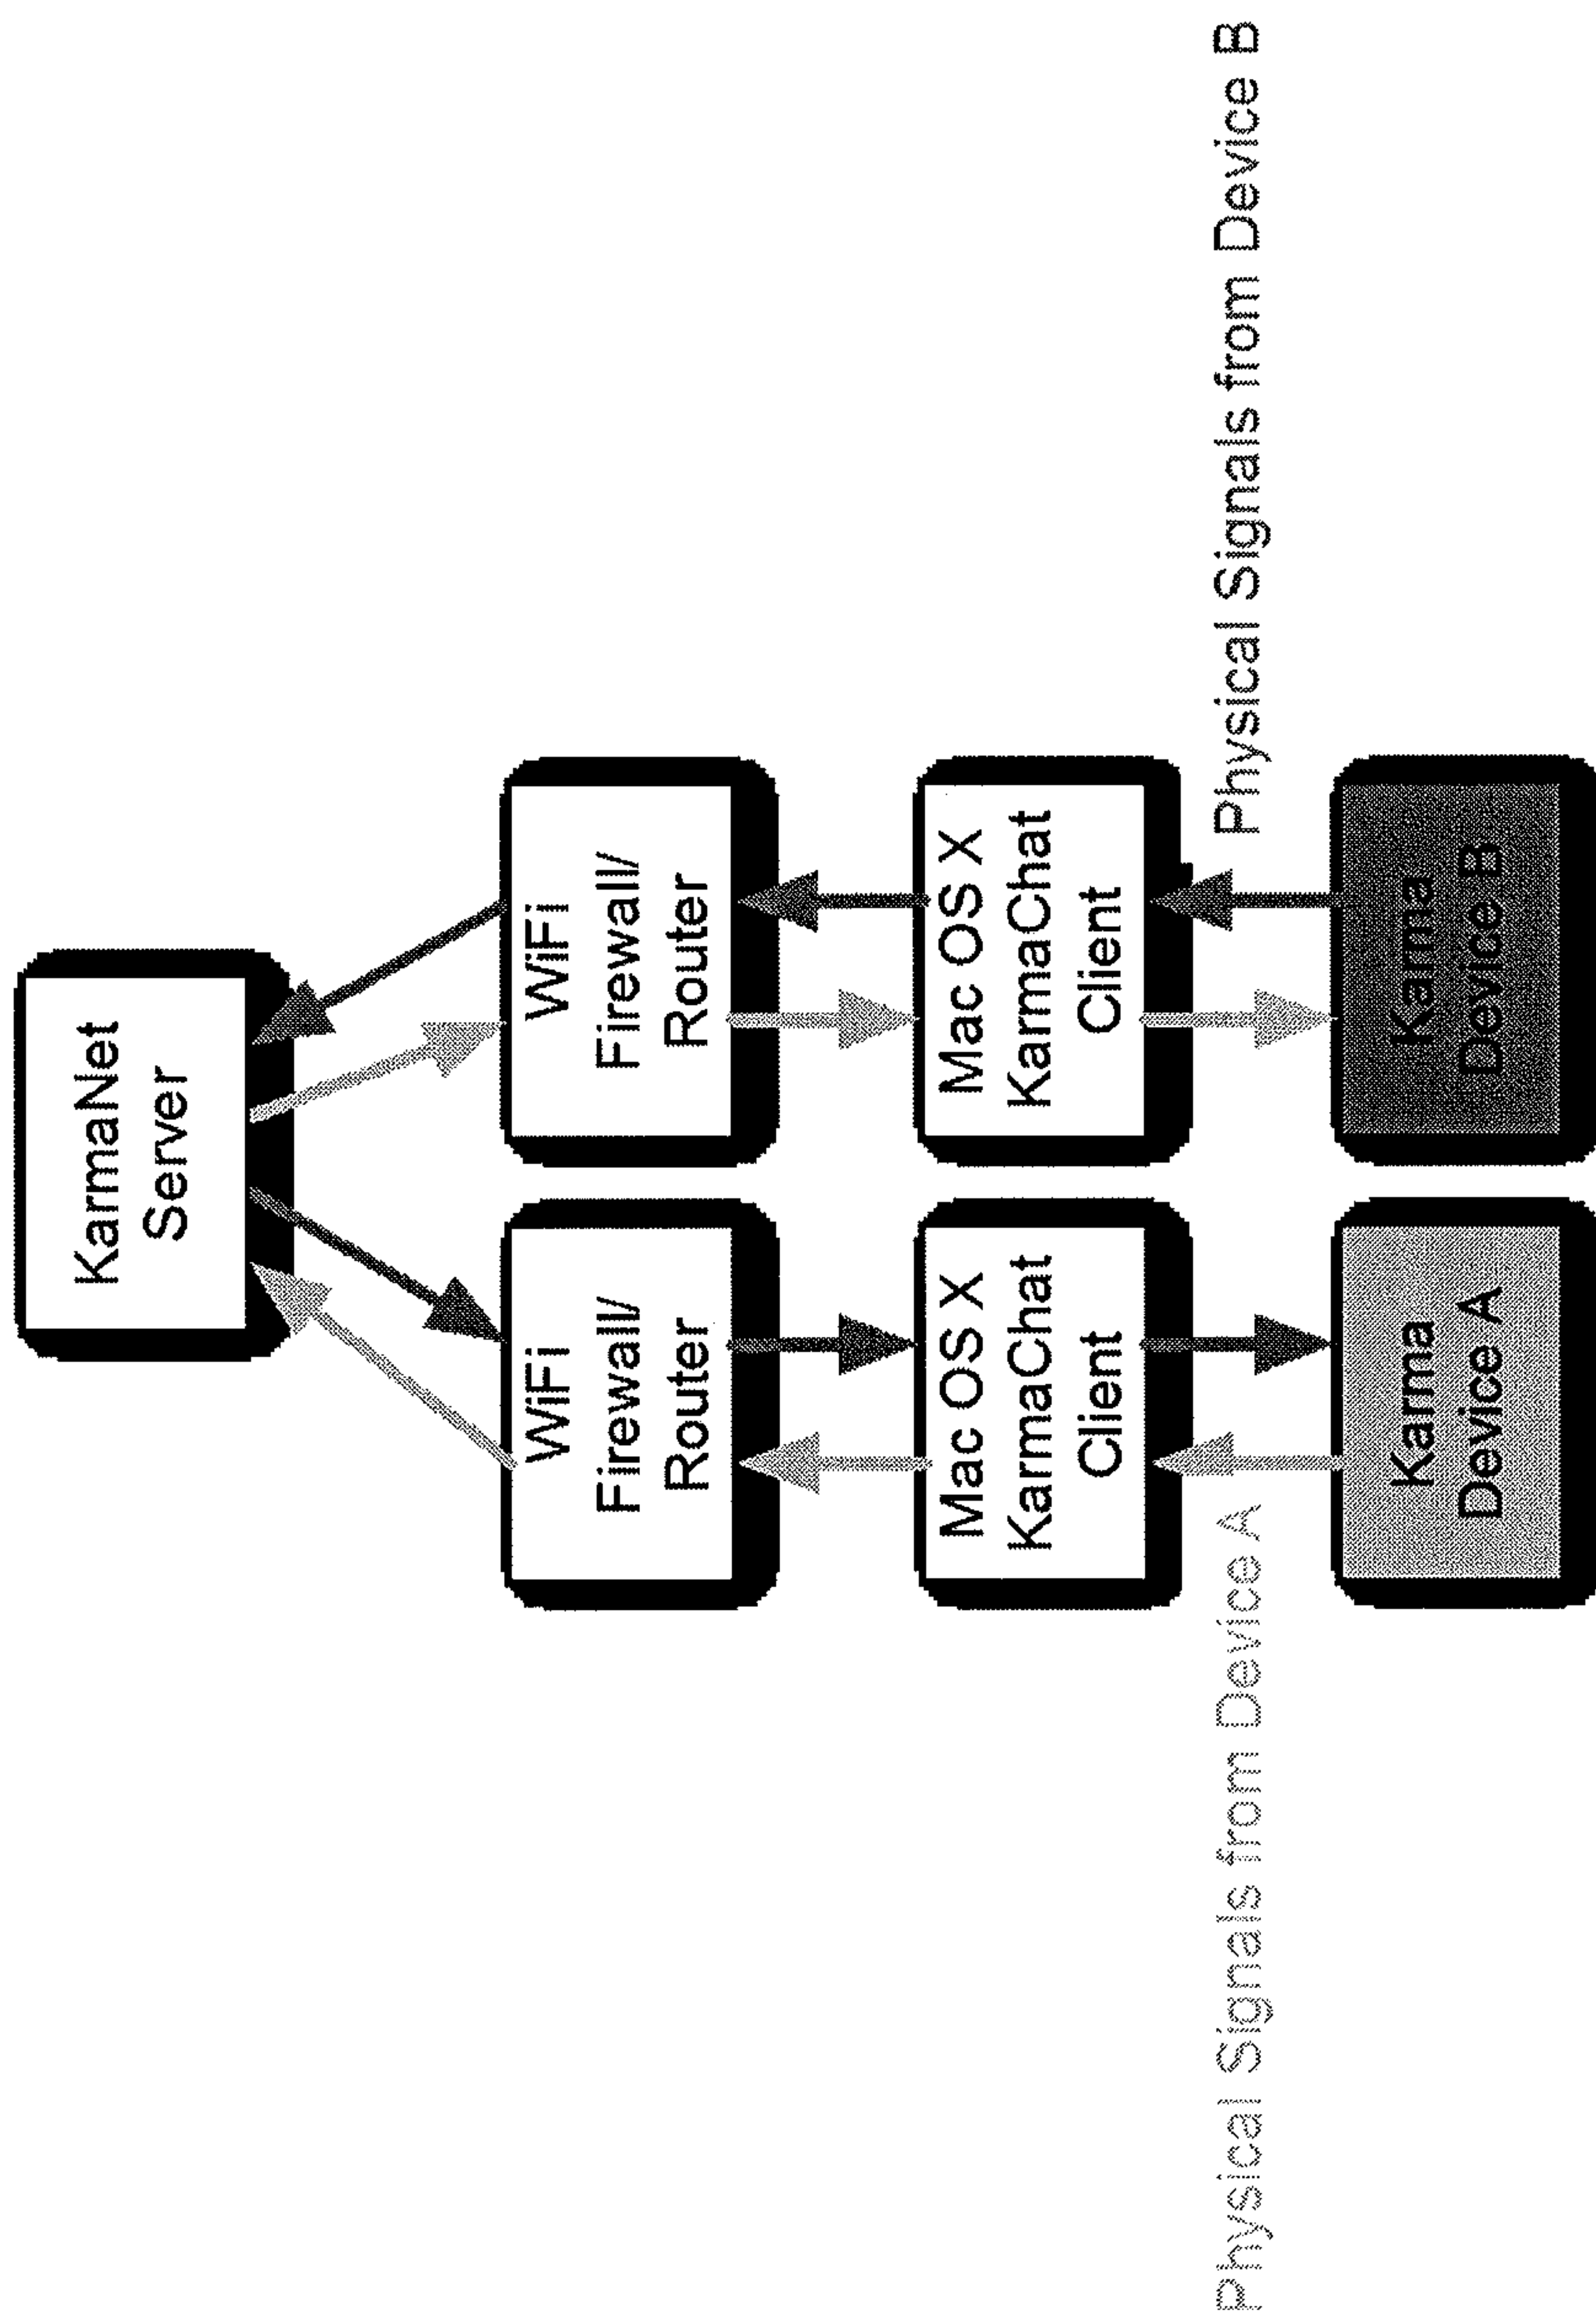 KarmaNet
Server
WiFi
Firewall/
Router
WiFi
Firewall/
Router
Mac OS X
KarmaChat
Client
Mac OS X
KarmaChat
Client
Physical Signals from Device A
Physical Signals from Device B
Karma
Device A
Karma
Device B